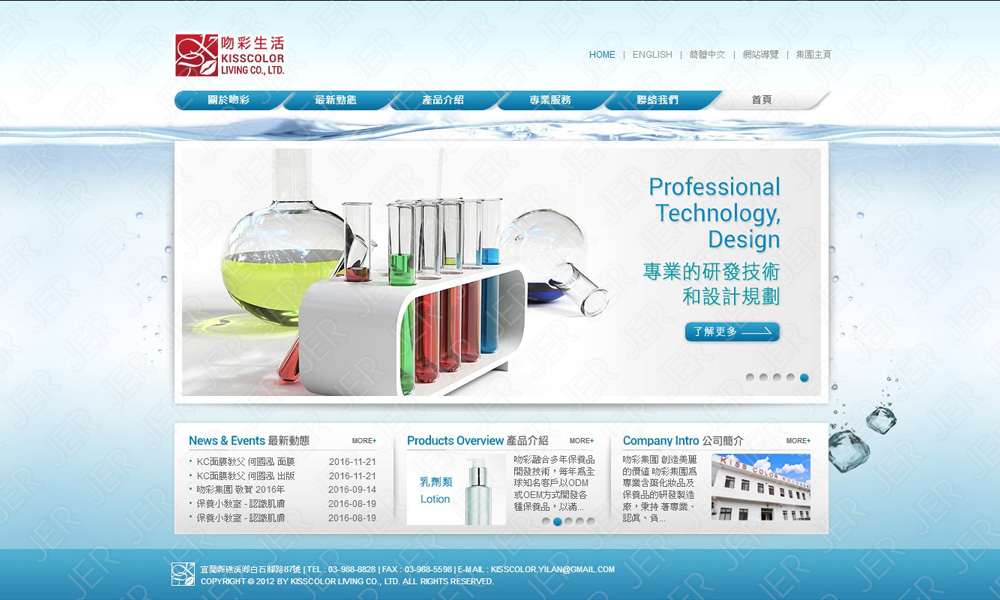 吻彩生活
KISSCOLOR
LIVING CO., LTD.
HOME | ENGLISH | 簡體中文 | 網站導覽 | 集團主頁
關於吻彩 最新動態 產品介紹 專業服務 聯絡我們 首頁
Professional
Technology,
Design
專業的研發技術
和設計規劃
了解更多
News & Events 最新動態 MORE+
KC面膜教父 何國泓 面膜 2016-11-21
KC面膜教父 何國泓 出版 2016-11-21
吻彩集團 敬賀 2016年 2016-09-14
保養小教室 - 認識肌膚 2016-08-19
保養小教室 - 認識肌膚 2016-08-19
Products Overview 產品介紹 MORE+
乳劑類
Lotion
吻彩融合多年保養品
開發技術，每年為全
球知名客戶以ODM
或OEM方式開發各
種保養品，以滿...
Company Intro 公司簡介 MORE+
吻彩集團 創造美麗
的價值 吻彩集團為
專業含藥化妝品及
保養品的研發製造
廠，秉持 著專業、
認真、負...
KISS COLOR
宜蘭縣礁溪鄉白石腳路87號 | TEL : 03-988-8828 | FAX : 03-988-5598 | E-MAIL : KISSCOLOR.YILAN@GMAIL.COM
COPYRIGHT © 2012 BY KISSCOLOR LIVING CO., LTD. ALL RIGHTS RESERVED.
JER